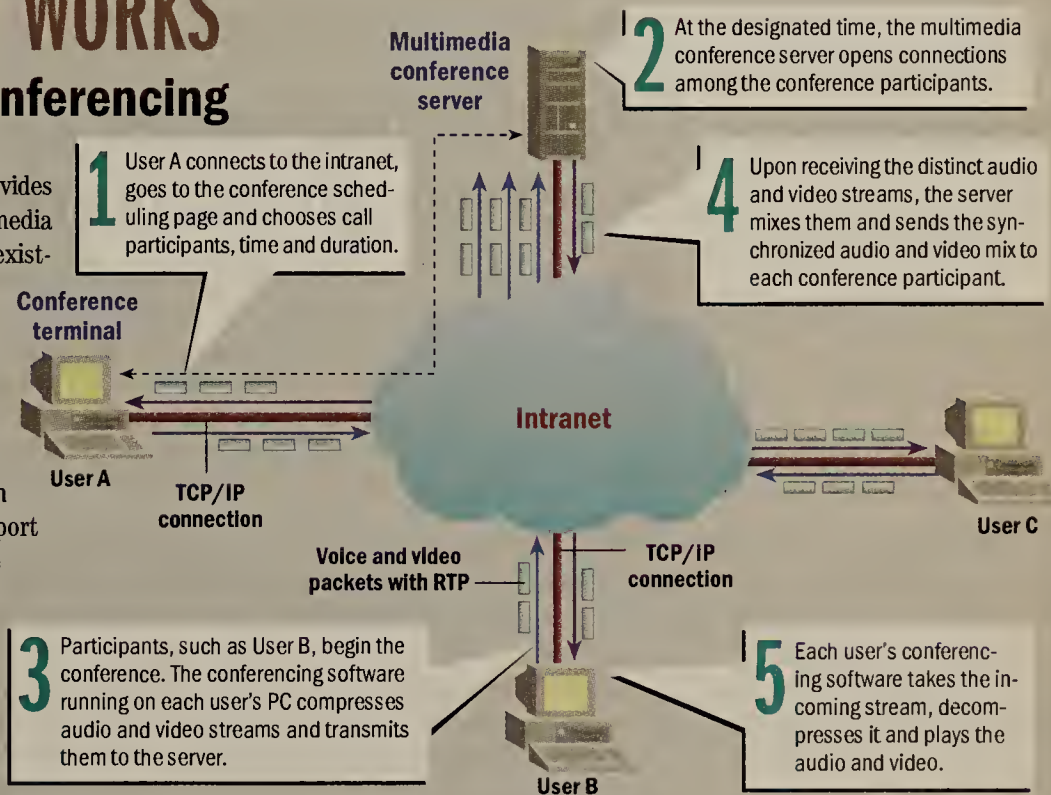 WORKS
nferencing
vides
media
exist-
n
port
1 User A connects to the intranet,
goes to the conference sched-
uling page and chooses call
participants, time and duration.
Multimedia
conference
server
2 At the designated time, the multimedia
conference server opens connections
among the conference participants.
4 Upon receiving the distinct audio
and video streams, the server
mixes them and sends the syn-
chronized audio and video mix to
each conference participant.
Conference
terminal
User A
TCP/IP
connection
Intranet
User C
Voice and video
packets with RTP
TCP/IP
connection
3 Participants, such as User B, begin the
conference. The conferencing software
running on each user's PC compresses
audio and video streams and transmits
them to the server.
User B
5 Each user's conferenc-
ing software takes the in-
coming stream, decom-
presses it and plays the
audio and video.